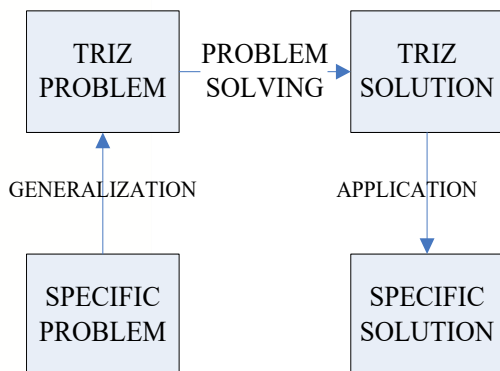 TRIZ
PROBLEM
PROBLEM
SOLVING
TRIZ
SOLUTION
GENERALIZATION
APPLICATION
SPECIFIC
PROBLEM
SPECIFIC
SOLUTION